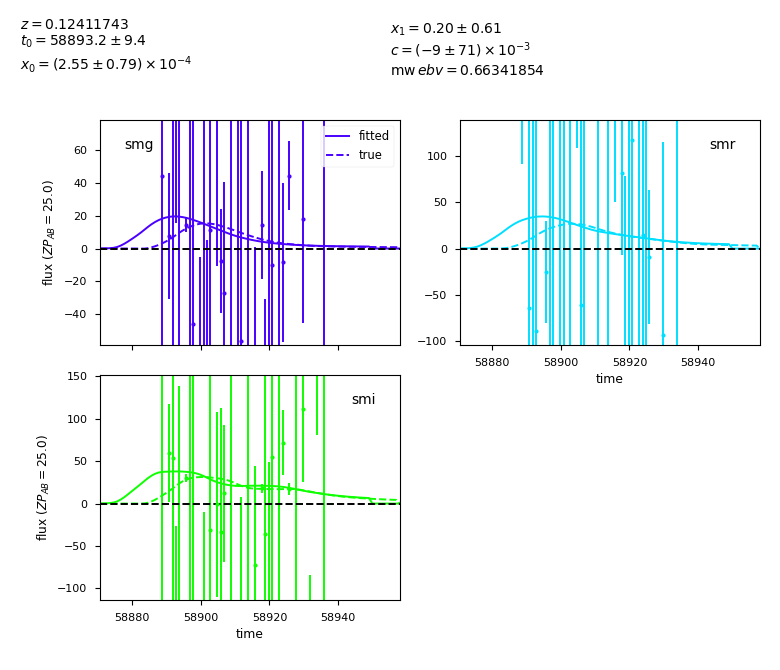 z = 0.12411743
t₀ = 58893.2 ± 9.4
x₀ = (2.55 ± 0.79) × 10⁻⁴
x₁ = 0.20 ± 0.61
c = (−9 ± 71) × 10⁻³
mw ebv = 0.66341854
smg
fitted
true
60
40
20
0
−20
−40
flux (ZP_AB = 25.0)
smr
100
50
0
−50
−100
58880 58900 58920 58940
time
smi
150
100
50
0
−50
−100
flux (ZP_AB = 25.0)
58880 58900 58920 58940
time